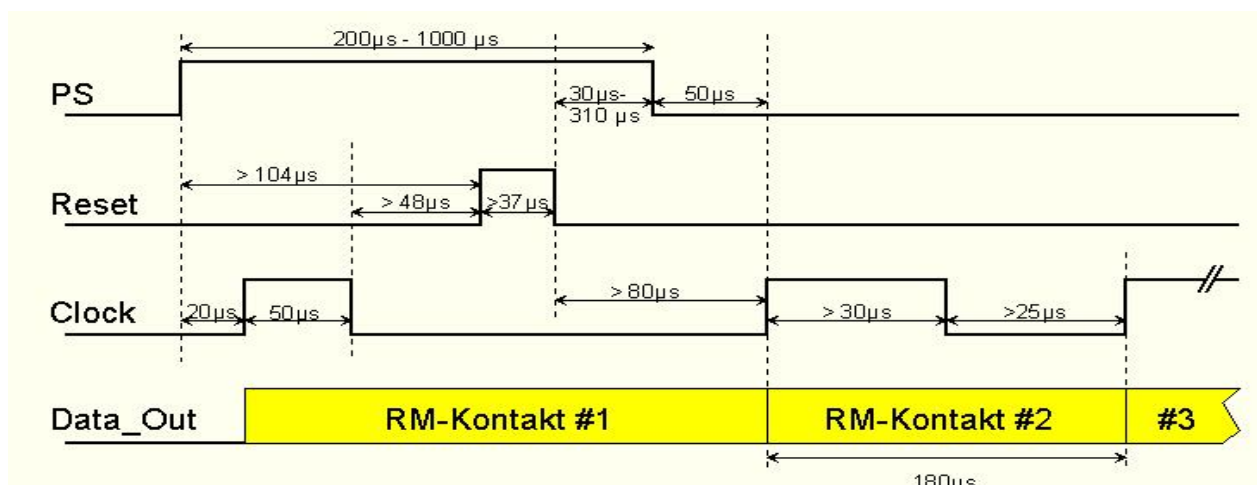 200µs - 1000 µs
PS
30µs-
310 µs
50µs
> 104µs
Reset
> 48µs
>37µs
Clock
20µs
50µs
> 80µs
> 30µs
>25µs
Data_Out
RM-Kontakt #1
RM-Kontakt #2
#3
180µs